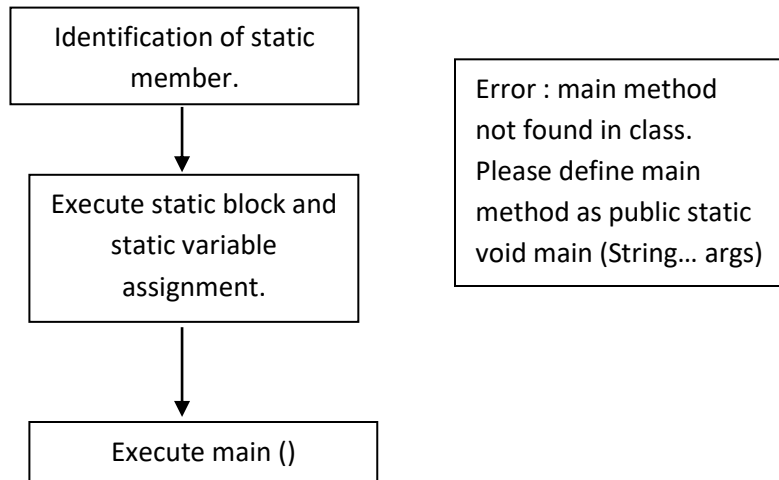 Identification of static
member.
Execute static block and
static variable
assignment.
Execute main ()
Error : main method
not found in class.
Please define main
method as public static
void main (String… args)